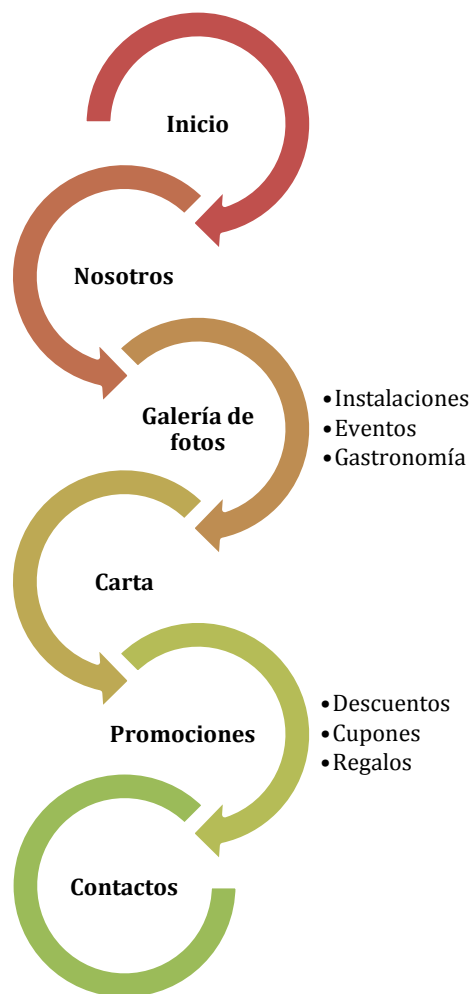 Inicio
Nosotros
Galería de
fotos
•Instalaciones
•Eventos
•Gastronomía
Carta
Promociones
•Descuentos
•Cupones
•Regalos
Contactos